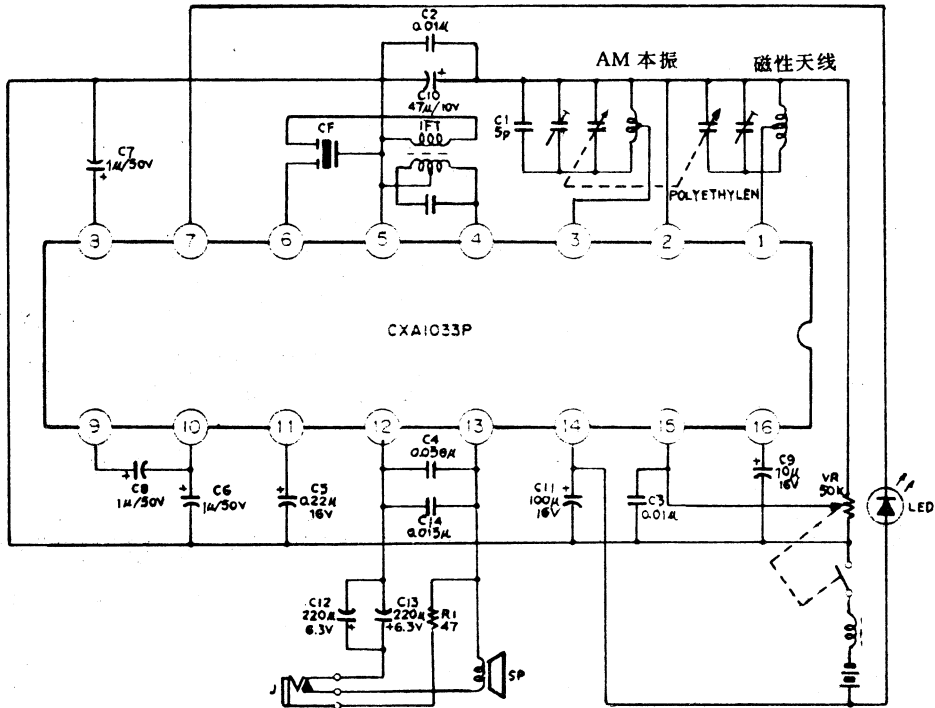 C2
0.01μ
AM 本振
磁性天线
C10
47μ/10V
CF
IFT
C1
5P
C7
1μ/50V
POLYETHYLEN
8
7
6
5
4
3
2
1
CXA1033P
9
10
11
12
13
14
15
16
C4
0.056μ
C9
10μ
16V
VR
50K
C8
1μ/50V
C6
1μ/50V
C5
0.22μ
16V
C14
0.015μ
C11
100μ
16V
C3
0.01μ
LED
C12
220μ
6.3V
C13
220μ
6.3V
R1
47
J
SP